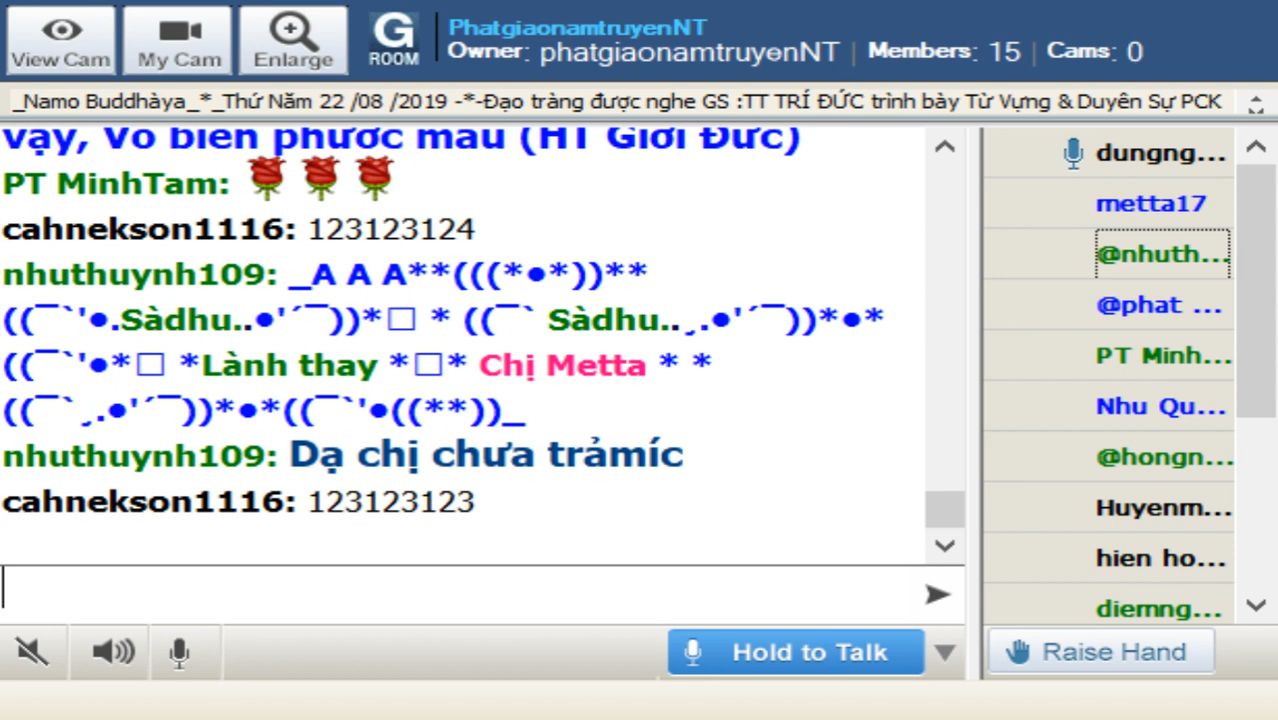 View Cam
My Cam
Enlarge
G
ROOM
PhatgiaonamtruyenNT
Owner: phatgiaonamtruyenNT | Members: 15 | Cams: 0
_Namo Buddhàya_*_Thứ Năm 22 /08 /2019 -*-Đạo tràng được nghe GS :TT TRÍ ĐỨC trình bày Từ Vựng & Duyên Sự PCK
vậy, Vô biên phước mầu (HT Giới Đức)
PT MinhTam: 🌹🌹🌹
cahnekson1116: 123123124
nhuthuynh109: _A A A**(((*●*))**
((¯`'●.Sàdhu..●'´¯))*□ * ((¯` Sàdhu..¸.●'´¯))*●*
((¯`'●*□ *Lành thay *□* Chị Metta * *
((¯`¸.●'´¯))*●*((¯`'●((**))_
nhuthuynh109: Dạ chị chưa trảmíc
cahnekson1116: 123123123
dungng...
metta17
@nhuth...
@phat ...
PT Minh...
Nhu Qu...
@hongn...
Huyenm...
hien ho...
diemng...
Hold to Talk
Raise Hand